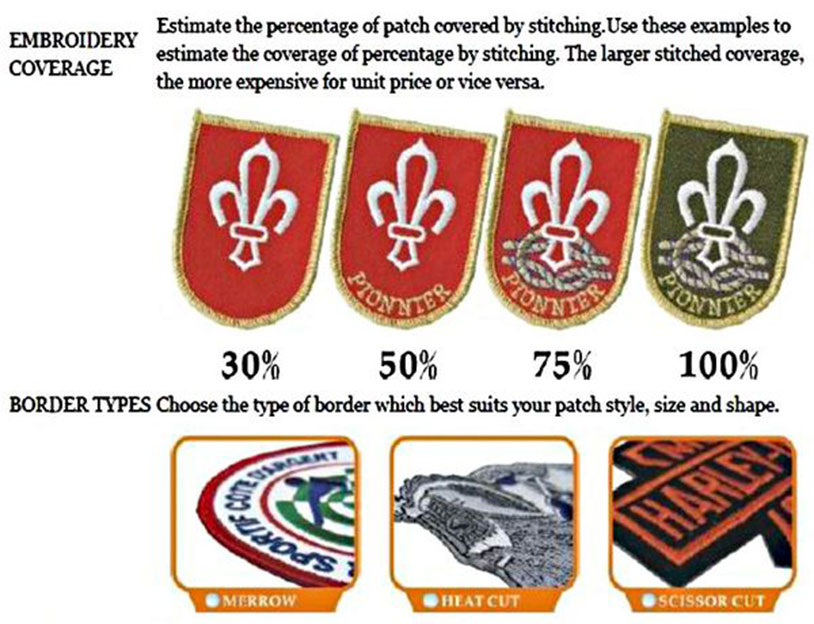 EMBROIDERY
COVERAGE
Estimate the percentage of patch covered by stitching.Use these examples to
estimate the coverage of percentage by stitching. The larger stitched coverage,
the more expensive for unit price or vice versa.
PIONNIER
PIONNIER
PIONNIER
30%
50%
75%
100%
BORDER TYPES Choose the type of border which best suits your patch style, size and shape.
SPORTIF COTE D'ARGENT
HARLEY-
MERROW
HEAT CUT
SCISSOR CUT